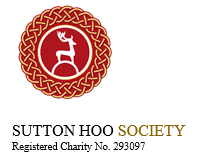 SUTTON HOO SOCIETY
Registered Charity No. 293097